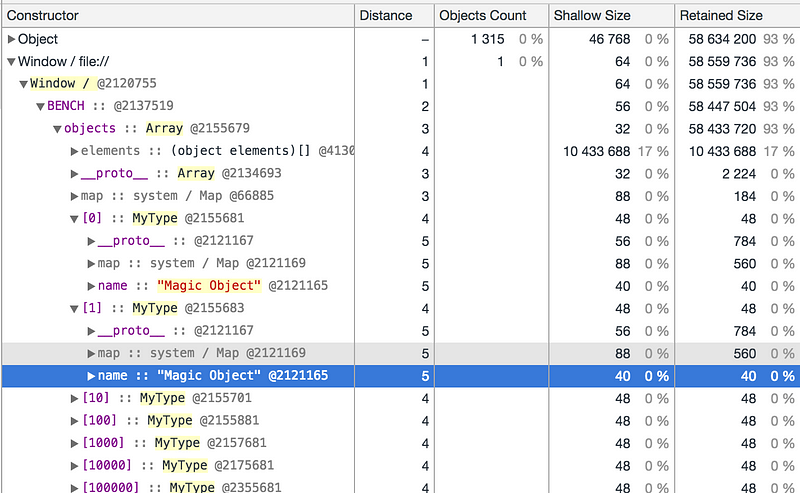 Constructor Distance Objects Count Shallow Size Retained Size
▶Object – 1 315 0 % 46 768 0 % 58 634 200 93 %
▼Window / file:// 1 1 0 % 64 0 % 58 559 736 93 %
▼Window / @2120755 1 64 0 % 58 559 736 93 %
▼BENCH :: @2137519 2 56 0 % 58 447 504 93 %
▼objects :: Array @2155679 3 32 0 % 58 433 720 93 %
▶elements :: (object elements)[] @4130 4 10 433 688 17 % 10 433 688 17 %
▶__proto__ :: Array @2134693 3 32 0 % 2 224 0 %
▶map :: system / Map @66885 3 88 0 % 184 0 %
▼[0] :: MyType @2155681 4 48 0 % 48 0 %
▶__proto__ :: @2121167 5 56 0 % 784 0 %
▶map :: system / Map @2121169 5 88 0 % 560 0 %
▶name :: "Magic Object" @2121165 5 40 0 % 40 0 %
▼[1] :: MyType @2155683 4 48 0 % 48 0 %
▶__proto__ :: @2121167 5 56 0 % 784 0 %
▶map :: system / Map @2121169 5 88 0 % 560 0 %
▶name :: "Magic Object" @2121165 5 40 0 % 40 0 %
▶[10] :: MyType @2155701 4 48 0 % 48 0 %
▶[100] :: MyType @2155881 4 48 0 % 48 0 %
▶[1000] :: MyType @2157681 4 48 0 % 48 0 %
▶[10000] :: MyType @2175681 4 48 0 % 48 0 %
▶[100000] :: MyType @2355681 4 48 0 % 48 0 %